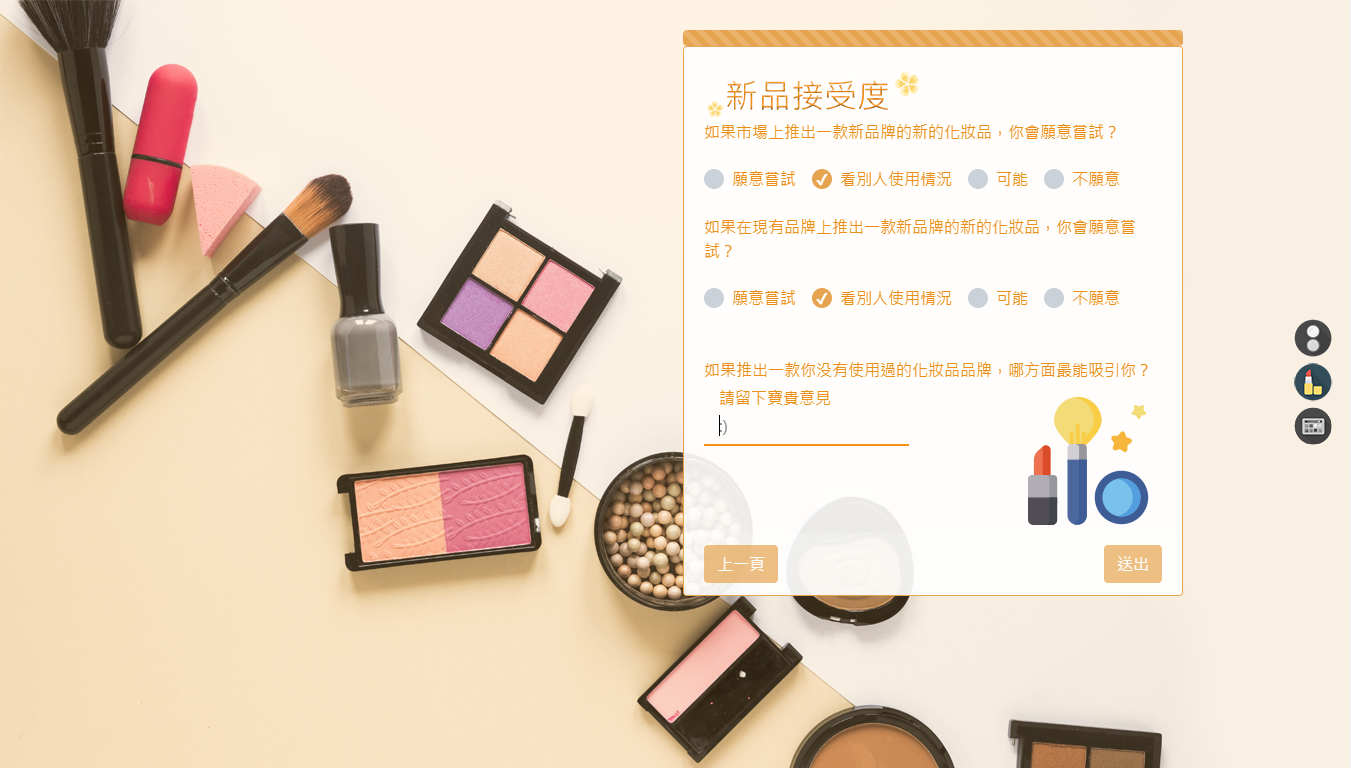 新品接受度
如果市場上推出一款新品牌的新的化妝品，你會願意嘗試？
願意嘗試 看別人使用情況 可能 不願意
如果在現有品牌上推出一款新品牌的新的化妝品，你會願意嘗
試？
願意嘗試 看別人使用情況 可能 不願意
如果推出一款你没有使用過的化妝品品牌，哪方面最能吸引你？
請留下寶貴意見
:)
上一頁 送出